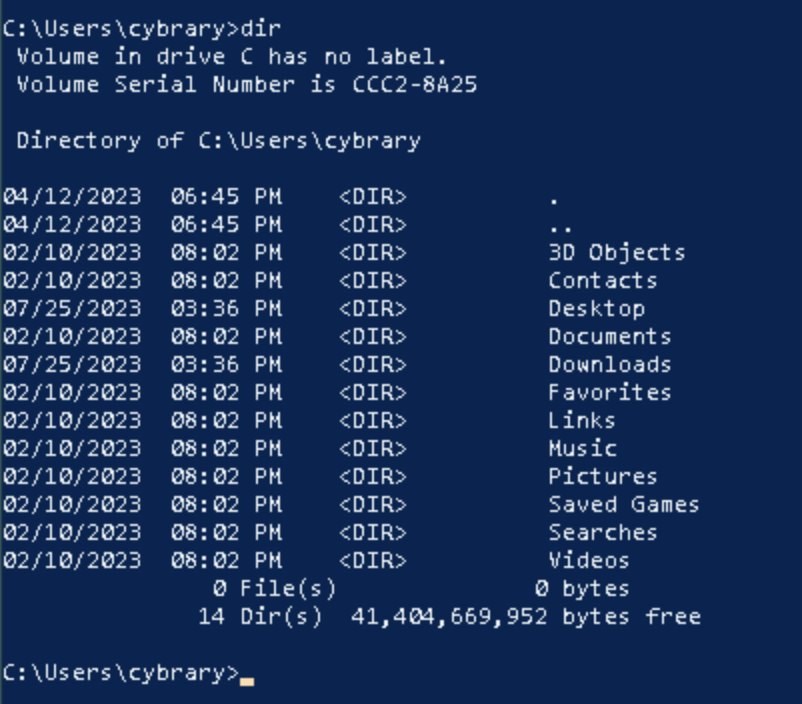 C:\Users\cybrary>dir
 Volume in drive C has no label.
 Volume Serial Number is CCC2-8A25

 Directory of C:\Users\cybrary

04/12/2023  06:45 PM    <DIR>          .
04/12/2023  06:45 PM    <DIR>          ..
02/10/2023  08:02 PM    <DIR>          3D Objects
02/10/2023  08:02 PM    <DIR>          Contacts
07/25/2023  03:36 PM    <DIR>          Desktop
02/10/2023  08:02 PM    <DIR>          Documents
07/25/2023  03:36 PM    <DIR>          Downloads
02/10/2023  08:02 PM    <DIR>          Favorites
02/10/2023  08:02 PM    <DIR>          Links
02/10/2023  08:02 PM    <DIR>          Music
02/10/2023  08:02 PM    <DIR>          Pictures
02/10/2023  08:02 PM    <DIR>          Saved Games
02/10/2023  08:02 PM    <DIR>          Searches
02/10/2023  08:02 PM    <DIR>          Videos
               0 File(s)              0 bytes
              14 Dir(s)  41,404,669,952 bytes free

C:\Users\cybrary>